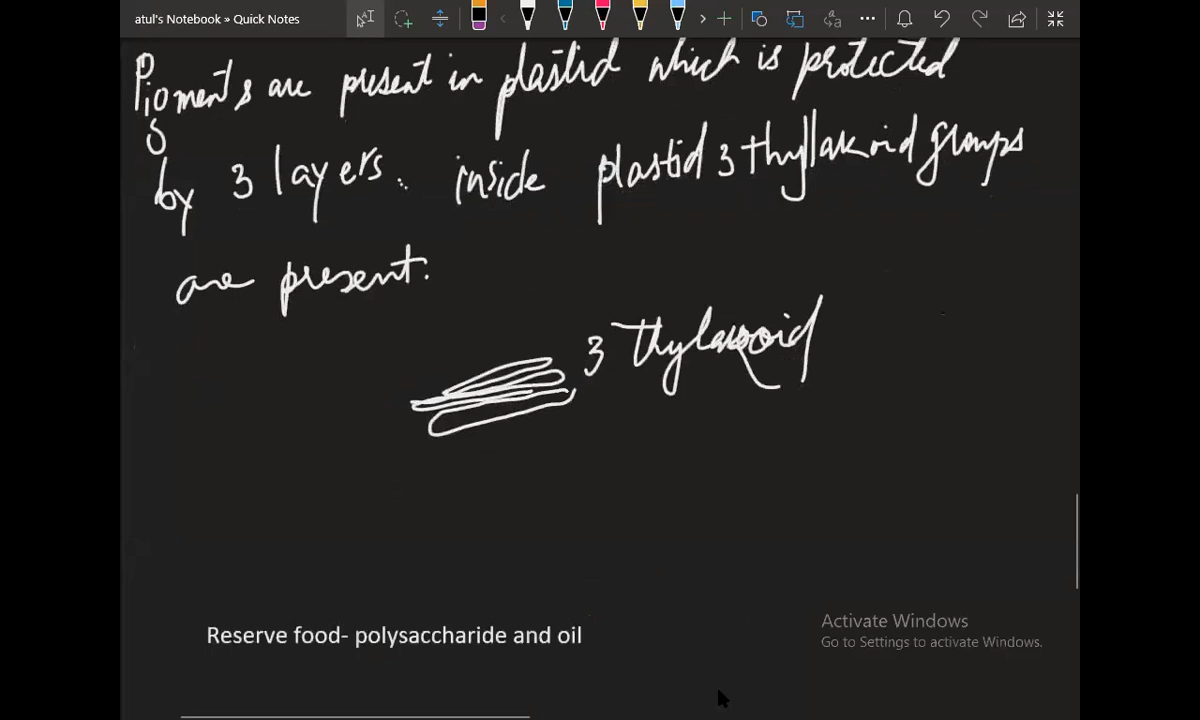 atul's Notebook » Quick Notes
Pigments are present in plastid which is protected
by 3 layers. inside plastid 3 thyllakoid groups
are present.
3 Thylakoid
Reserve food- polysaccharide and oil
Activate Windows
Go to Settings to activate Windows.